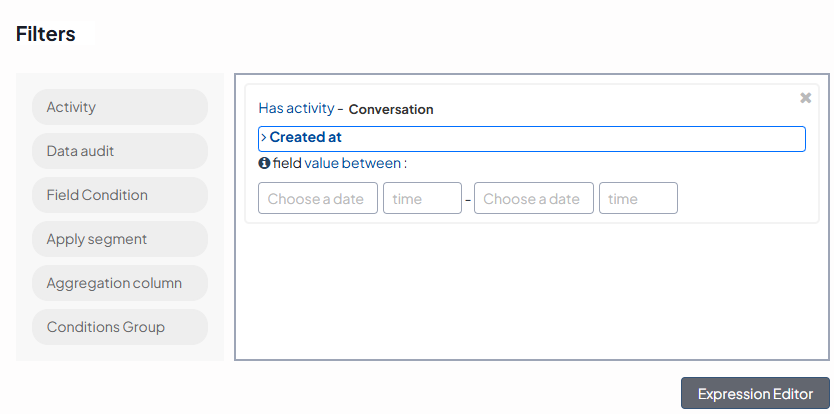 Filters
Activity
Data audit
Field Condition
Apply segment
Aggregation column
Conditions Group
Has activity - Conversation
> Created at
field value between :
Choose a date time - Choose a date time
Expression Editor